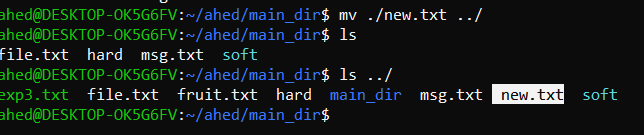 ahed@DESKTOP-OK5G6FV:~/ahed/main_dir$ mv ./new.txt ../
ahed@DESKTOP-OK5G6FV:~/ahed/main_dir$ ls
file.txt  hard  msg.txt  soft
ahed@DESKTOP-OK5G6FV:~/ahed/main_dir$ ls ../
exp3.txt  file.txt  fruit.txt  hard  main_dir  msg.txt  new.txt  soft
ahed@DESKTOP-OK5G6FV:~/ahed/main_dir$